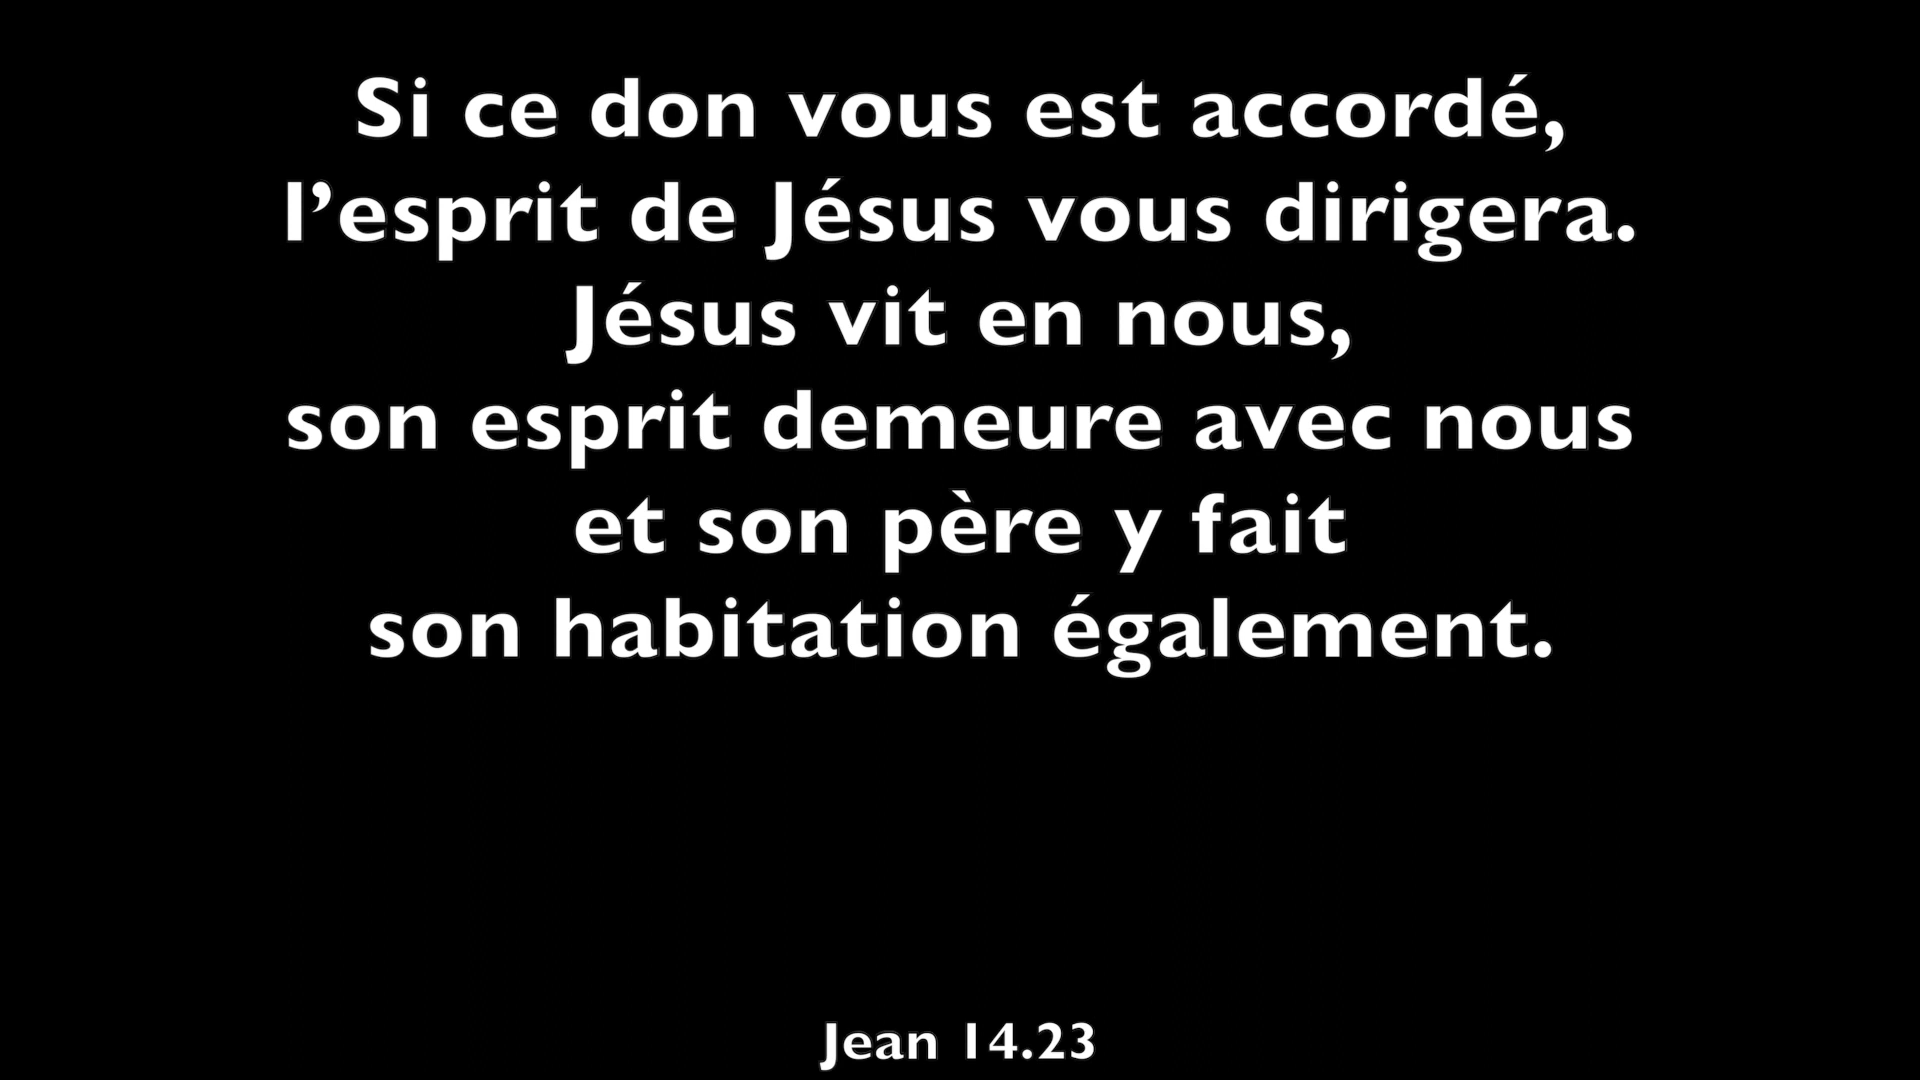 Si ce don vous est accordé,
l’esprit de Jésus vous dirigera.
Jésus vit en nous,
son esprit demeure avec nous
et son père y fait
son habitation également.
Jean 14.23